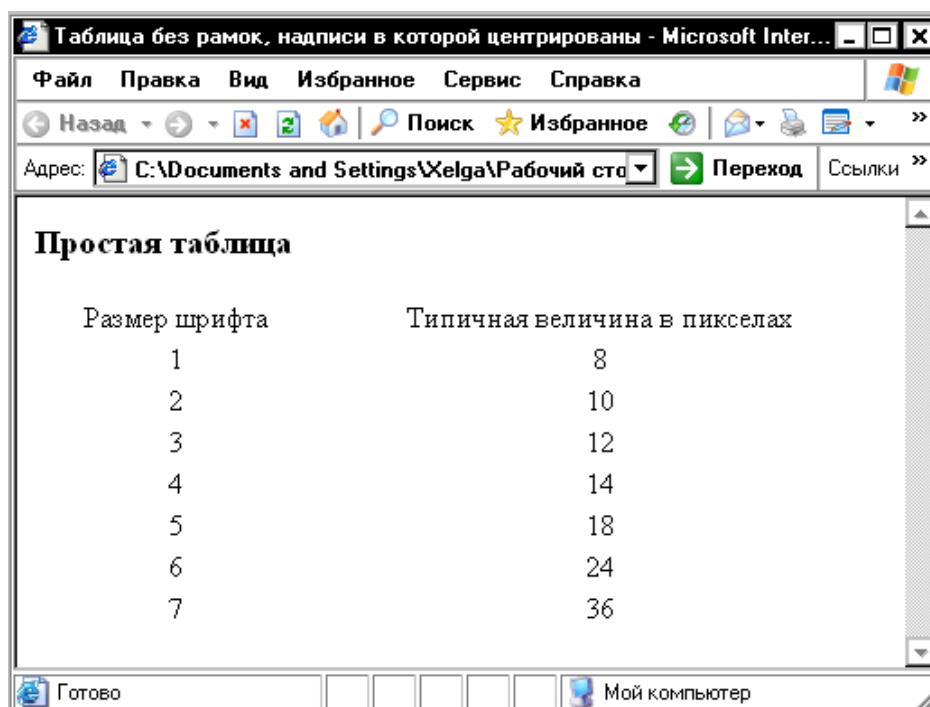 Таблица без рамок, надписи в которой центрированы - Microsoft Inter...
Файл Правка Вид Избранное Сервис Справка
Назад Поиск Избранное »
Адрес: C:\Documents and Settings\Xelga\Рабочий сто Переход Ссылки »
Простая таблица
Размер шрифта Типичная величина в пикселах
1 8
2 10
3 12
4 14
5 18
6 24
7 36
Готово Мой компьютер